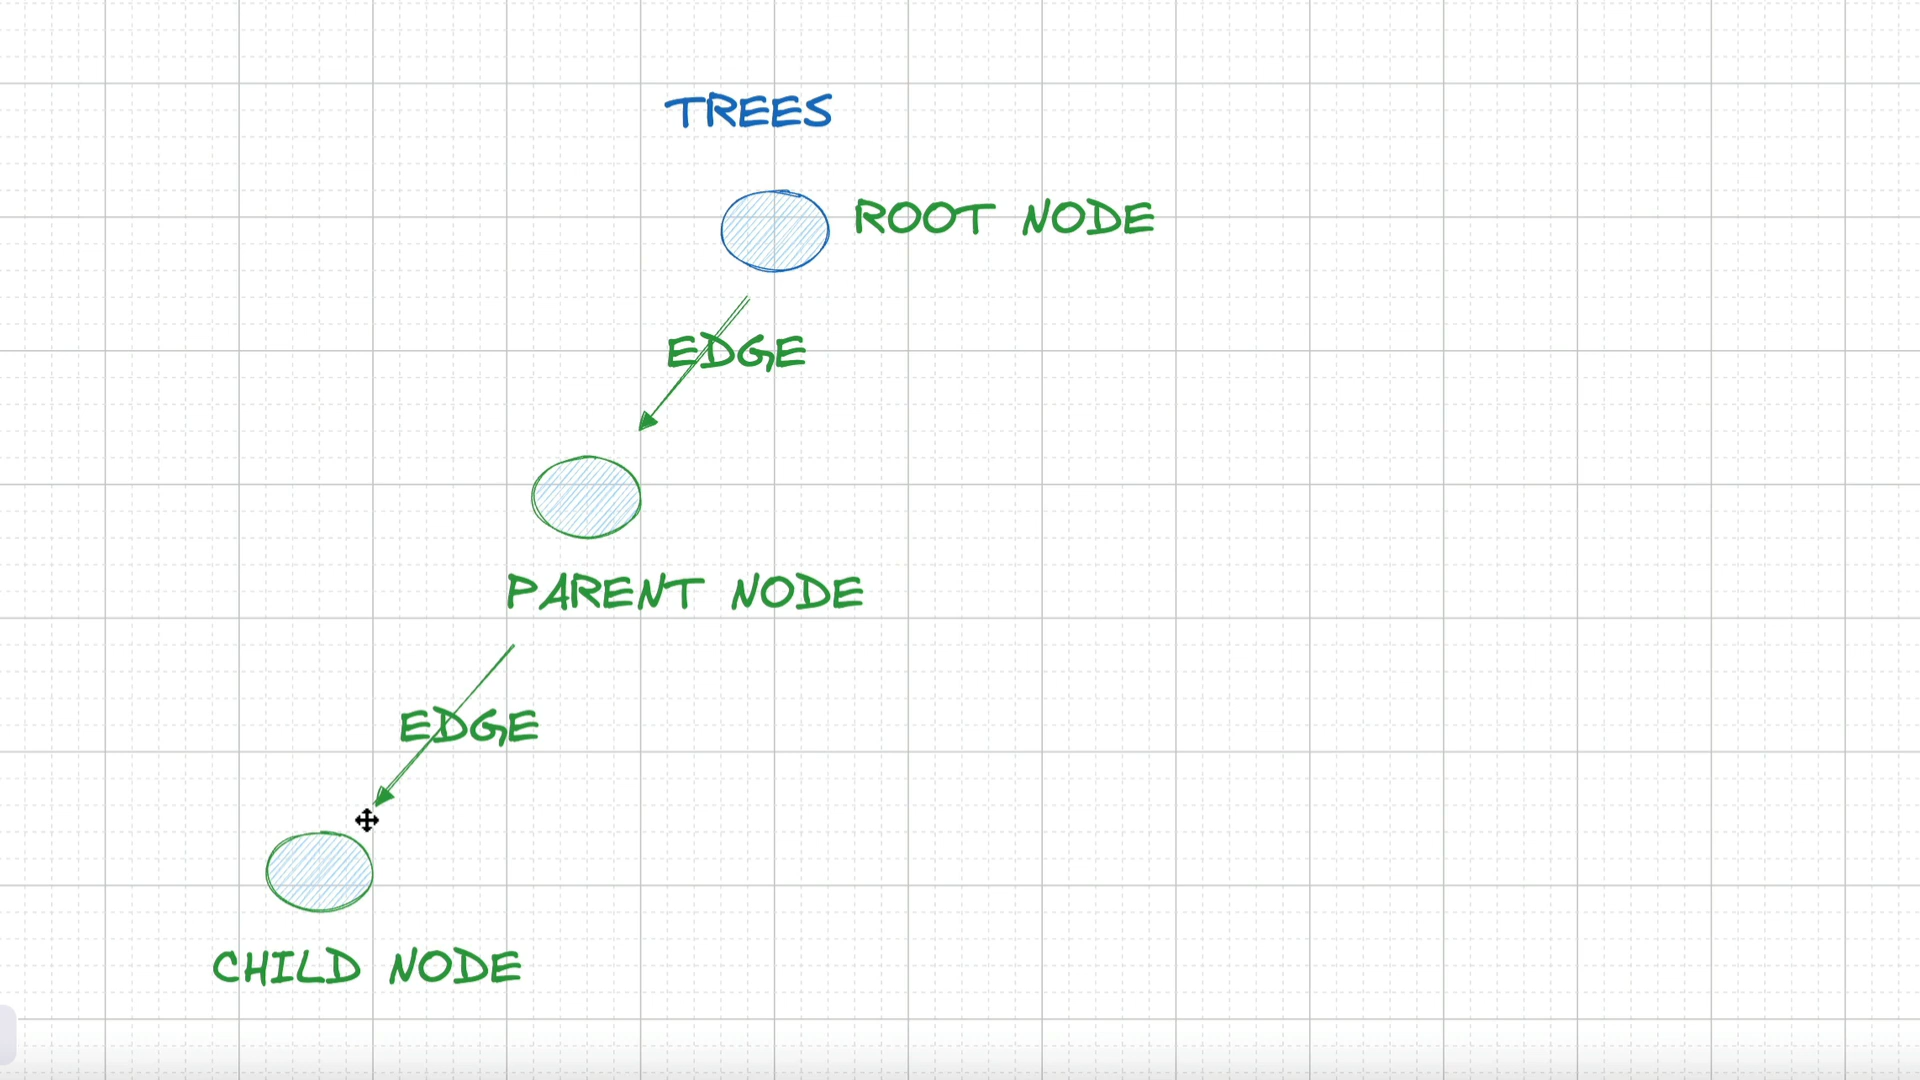 TREES
ROOT NODE
EDGE
PARENT NODE
EDGE
CHILD NODE